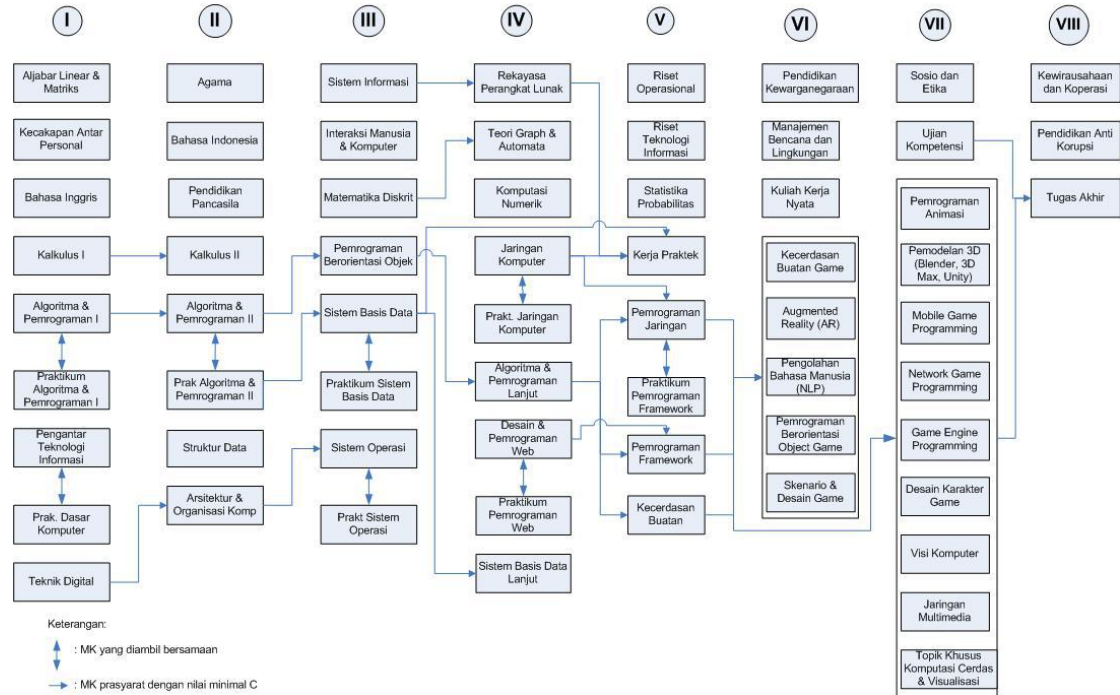 I
II
III
IV
V
VI
VII
VIII
Aljabar Linear &
Matriks
Kecakapan Antar
Personal
Bahasa Inggris
Kalkulus I
Algoritma &
Pemrograman I
Praktikum
Algoritma &
Pemrograman I
Pengantar
Teknologi
Informasi
Prak. Dasar
Komputer
Teknik Digital
Agama
Bahasa Indonesia
Pendidikan
Pancasila
Kalkulus II
Algoritma &
Pemrograman II
Prak Algoritma &
Pemrograman II
Struktur Data
Arsitektur &
Organisasi Komp
Sistem Informasi
Interaksi Manusia
& Komputer
Matematika Diskrit
Pemrograman
Berorientasi Objek
Sistem Basis Data
Praktikum Sistem
Basis Data
Sistem Operasi
Prakt Sistem
Operasi
Rekayasa
Perangkat Lunak
Teori Graph &
Automata
Komputasi
Numerik
Jaringan
Komputer
Prakt. Jaringan
Komputer
Algoritma &
Pemrograman
Lanjut
Desain &
Pemrograman
Web
Praktikum
Pemrograman
Web
Sistem Basis Data
Lanjut
Riset
Operasional
Riset
Teknologi
Informasi
Statistika
Probabilitas
Kerja Praktek
Pemrograman
Jaringan
Praktikum
Pemrograman
Framework
Pemrograman
Framework
Kecerdasan
Buatan
Pendidikan
Kewarganegaraan
Manajemen
Bencana dan
Lingkungan
Kuliah Kerja
Nyata
Kecerdasan
Buatan Game
Augmented
Reality (AR)
Pengolahan
Bahasa Manusia
(NLP)
Pemrograman
Berorientasi
Object Game
Skenario &
Desain Game
Sosio dan
Etika
Ujian
Kompetensi
Pemrograman
Animasi
Pemodelan 3D
(Blender, 3D
Max, Unity)
Mobile Game
Programming
Network Game
Programming
Game Engine
Programming
Desain Karakter
Game
Visi Komputer
Jaringan
Multimedia
Topik Khusus
Komputasi Cerdas
& Visualisasi
Kewirausahaan
dan Koperasi
Pendidikan Anti
Korupsi
Tugas Akhir
Keterangan:
: MK yang diambil bersamaan
: MK prasyarat dengan nilai minimal C